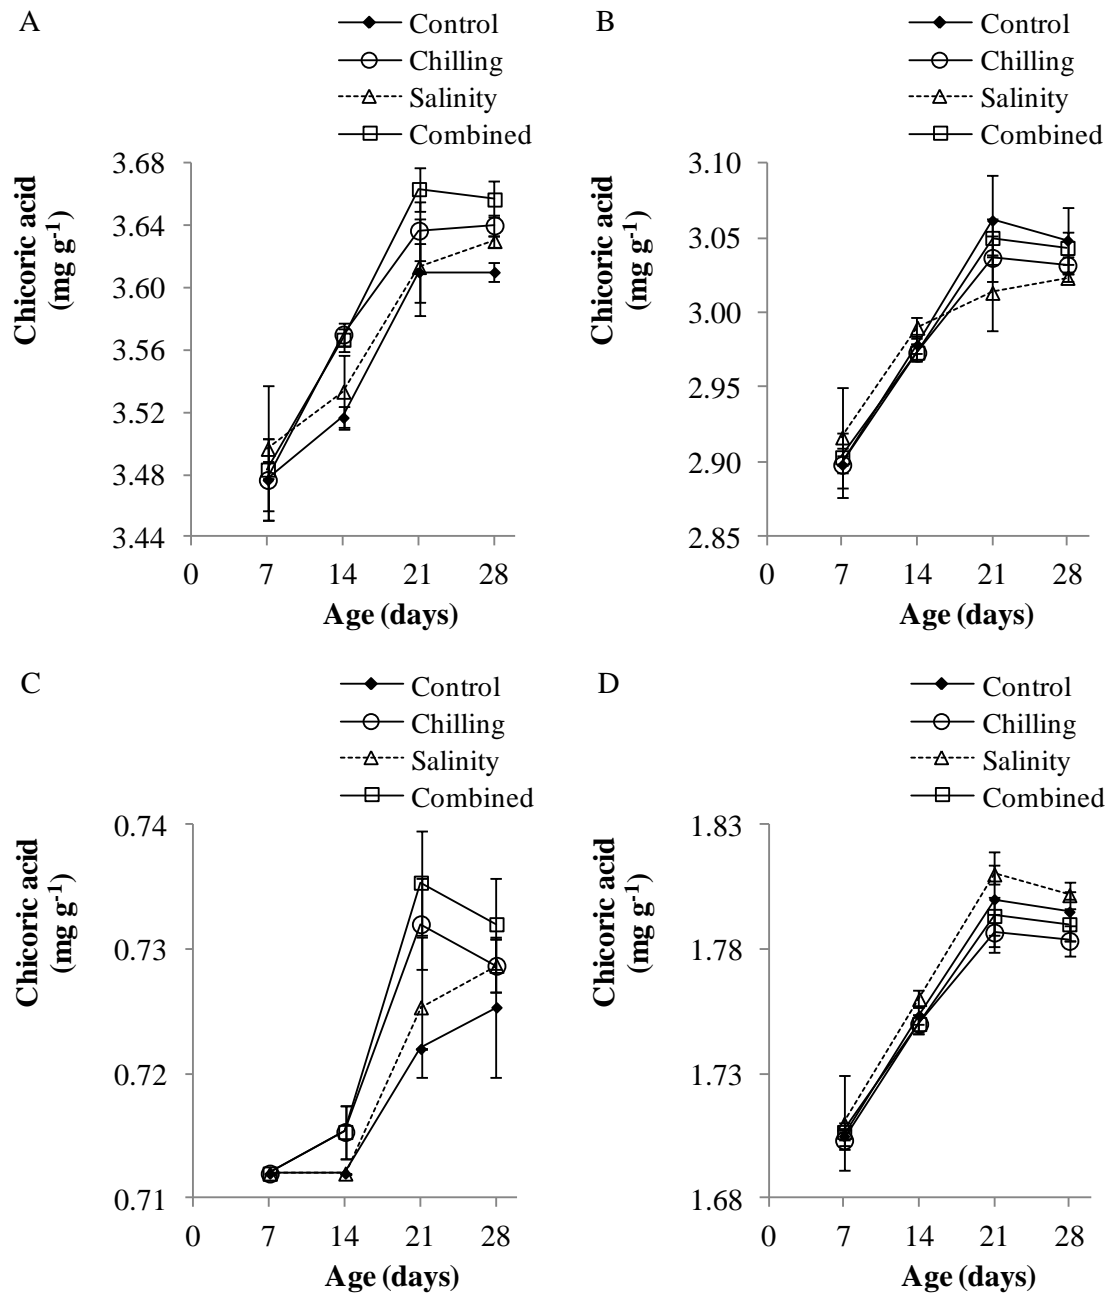 A
Control
Chilling
Salinity
Combined
Chicoric acid
(mg g-1)
3.68
3.64
3.60
3.56
3.52
3.48
3.44
0 7 14 21 28
Age (days)
B
Control
Chilling
Salinity
Combined
Chicoric acid
(mg g-1)
3.10
3.05
3.00
2.95
2.90
2.85
0 7 14 21 28
Age (days)
C
Control
Chilling
Salinity
Combined
Chicoric acid
(mg g-1)
0.74
0.73
0.72
0.71
0 7 14 21 28
Age (days)
D
Control
Chilling
Salinity
Combined
Chicoric acid
(mg g-1)
1.83
1.78
1.73
1.68
0 7 14 21 28
Age (days)